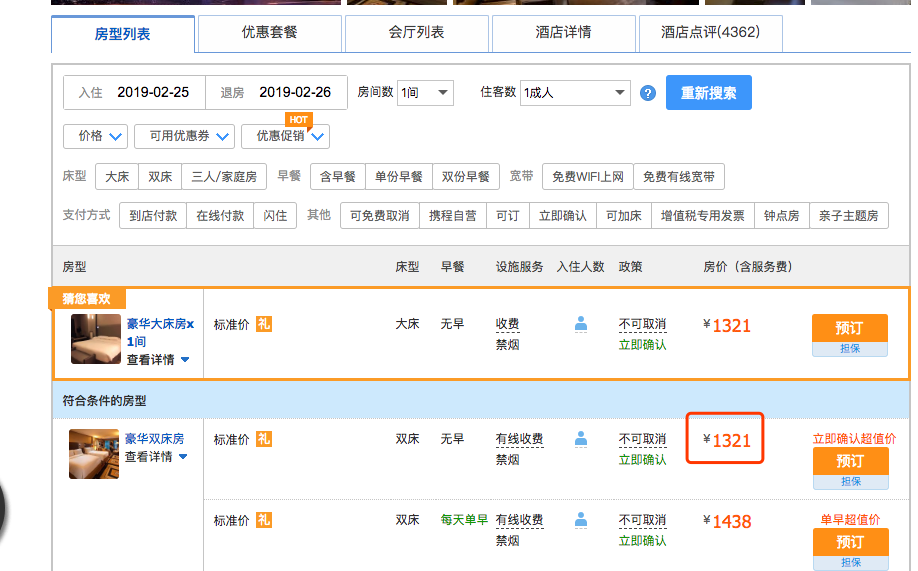 房型列表 优惠套餐 会厅列表 酒店详情 酒店点评(4362)
入住 2019-02-25 退房 2019-02-26 房间数 1间 住客数 1成人 ? 重新搜索
HOT
价格 可用优惠券 优惠促销
床型 大床 双床 三人/家庭房 早餐 含早餐 单份早餐 双份早餐 宽带 免费WIFI上网 免费有线宽带
支付方式 到店付款 在线付款 闪住 其他 可免费取消 携程自营 可订 立即确认 可加床 增值税专用发票 钟点房 亲子主题房
房型 床型 早餐 设施服务 入住人数 政策 房价（含服务费）
猜您喜欢
豪华大床房x 标准价 礼 大床 无早 收费 不可取消 ¥1321 预订
1间 禁烟 立即确认 担保
查看详情
符合条件的房型
豪华双床房 标准价 礼 双床 无早 有线收费 不可取消 ¥1321 立即确认超值价
查看详情 禁烟 立即确认 预订
担保
标准价 礼 双床 每天单早 有线收费 不可取消 ¥1438 单早超值价
禁烟 立即确认 预订
担保